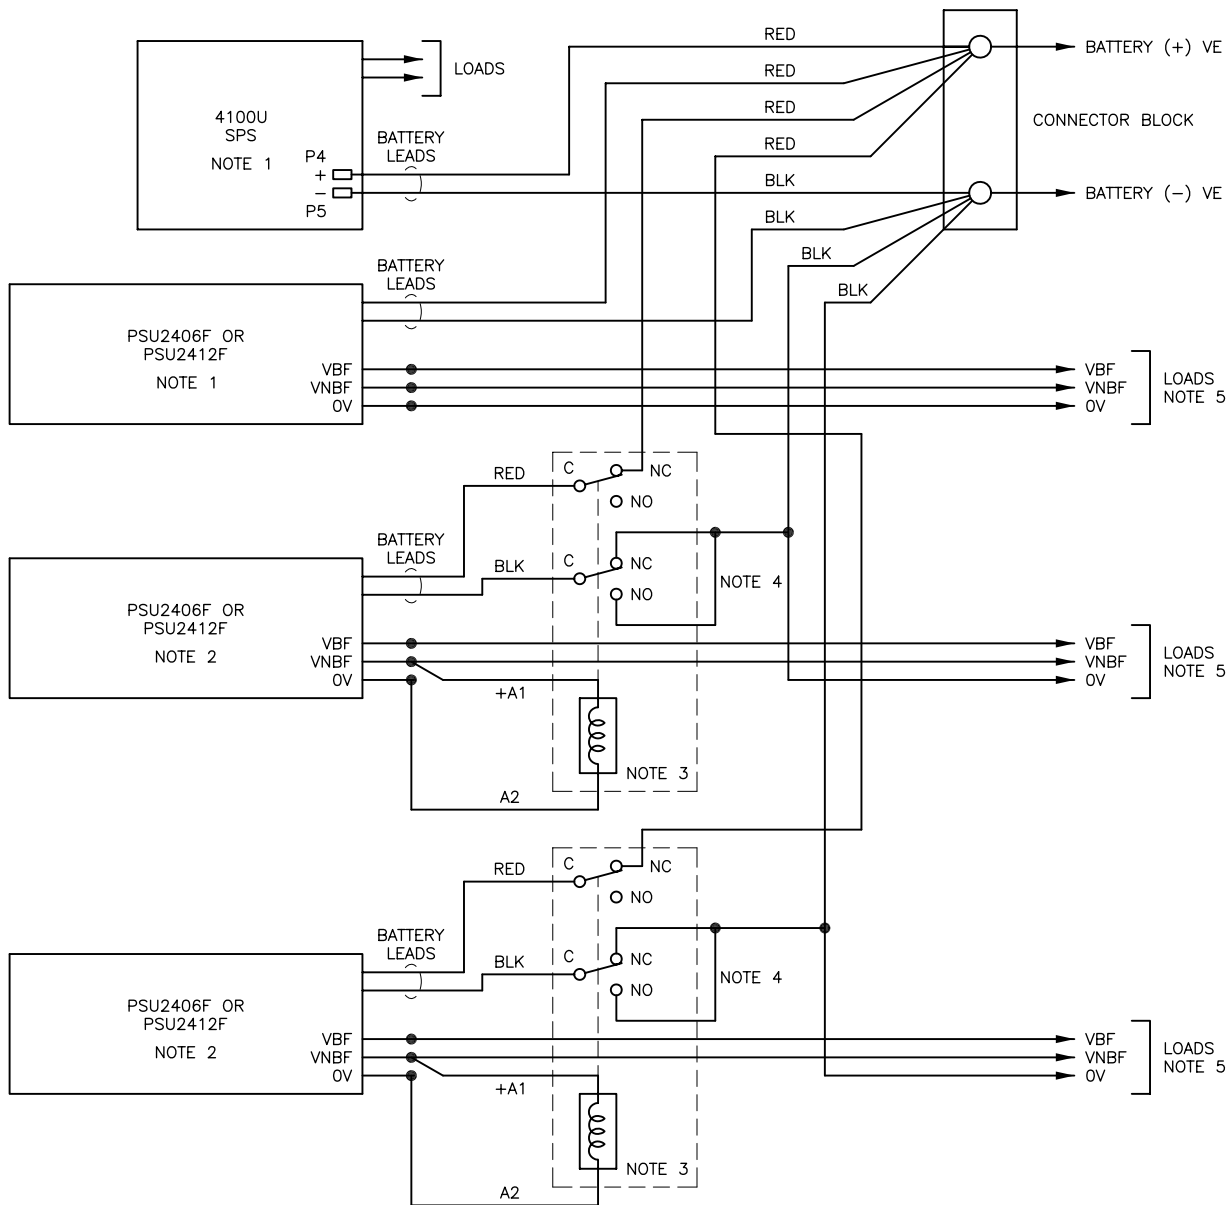 RED
BATTERY (+) VE
LOADS
RED
4100U
SPS
NOTE 1
RED
CONNECTOR BLOCK
BATTERY
LEADS
P4
+
RED
−
P5
BLK
BATTERY (−) VE
BLK
BLK
BATTERY
LEADS
BLK
PSU2406F OR
PSU2412F
NOTE 1
VBF
VNBF
0V
VBF
VNBF
0V
LOADS
NOTE 5
C
NC
RED
NO
BATTERY
LEADS
BLK
C
NC
NO
NOTE 4
PSU2406F OR
PSU2412F
NOTE 2
VBF
VNBF
0V
VBF
VNBF
0V
LOADS
NOTE 5
+A1
NOTE 3
A2
C
NC
RED
NO
BATTERY
LEADS
BLK
C
NC
NO
NOTE 4
PSU2406F OR
PSU2412F
NOTE 2
VBF
VNBF
0V
VBF
VNBF
0V
LOADS
NOTE 5
+A1
NOTE 3
A2